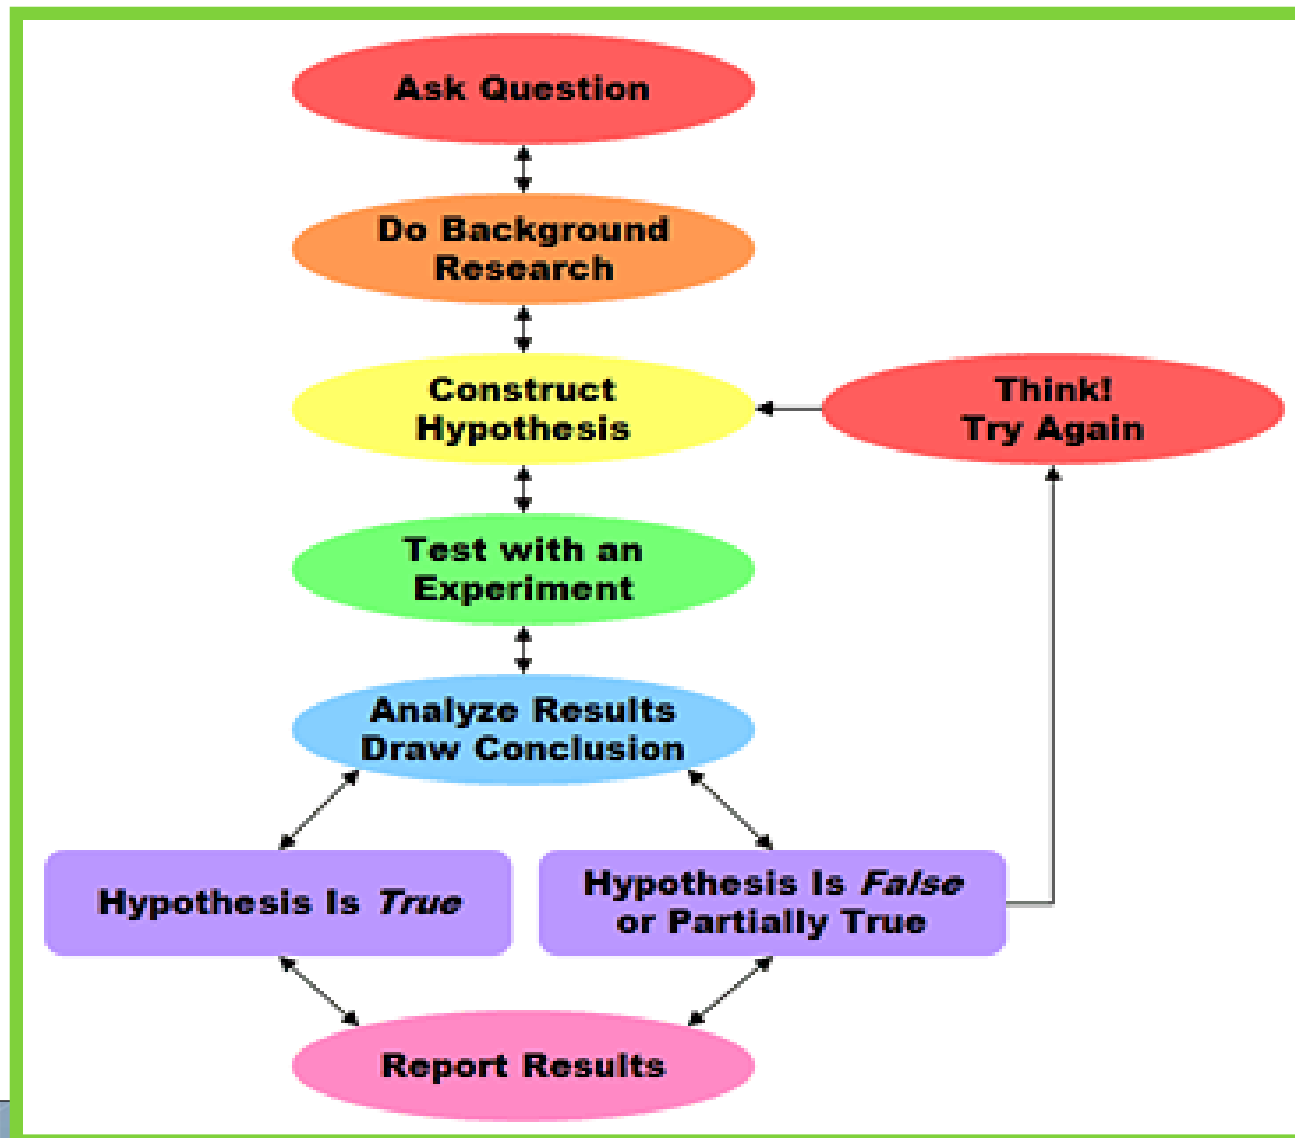 Ask Question
Do Background
Research
Construct
Hypothesis
Think!
Try Again
Test with an
Experiment
Analyze Results
Draw Conclusion
Hypothesis Is True
Hypothesis Is False
or Partially True
Report Results